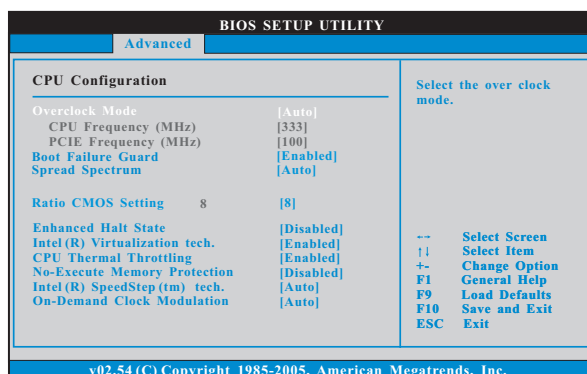 BIOS SETUP UTILITY
Advanced
CPU Configuration
Overclock Mode [Auto]
CPU Frequency (MHz) [333]
PCIE Frequency (MHz) [100]
Boot Failure Guard [Enabled]
Spread Spectrum [Auto]
Ratio CMOS Setting 8 [8]
Enhanced Halt State [Disabled]
Intel (R) Virtualization tech. [Enabled]
CPU Thermal Throttling [Enabled]
No-Execute Memory Protection [Disabled]
Intel (R) SpeedStep (tm) tech. [Auto]
On-Demand Clock Modulation [Auto]
Select the over clock
mode.
←→ Select Screen
↑↓ Select Item
+- Change Option
F1 General Help
F9 Load Defaults
F10 Save and Exit
ESC Exit
v02.54 (C) Copyright 1985-2005, American Megatrends, Inc.